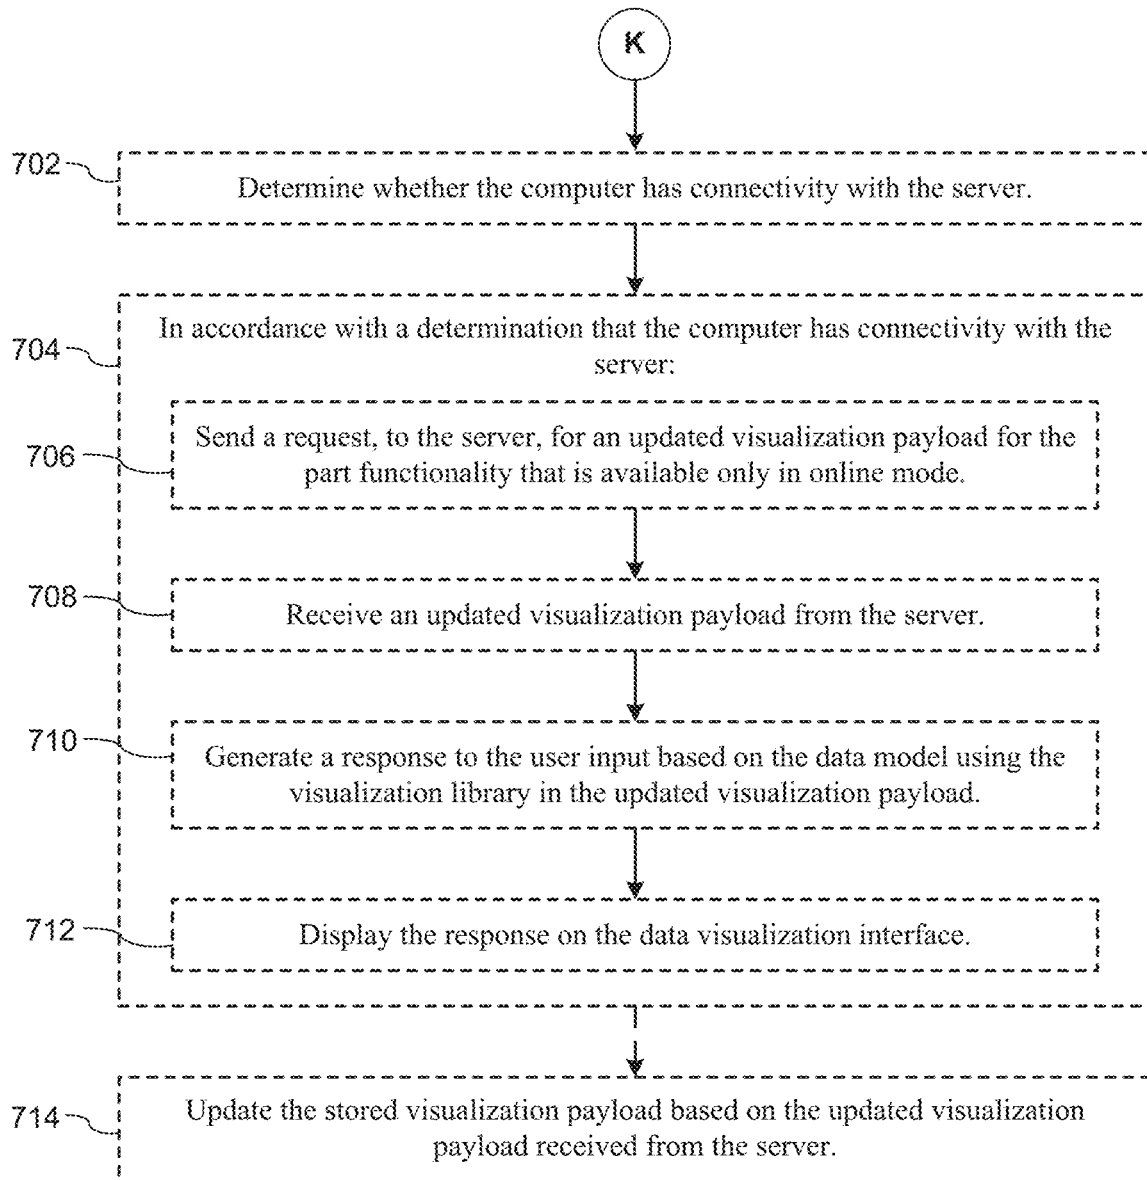 K
702
Determine whether the computer has connectivity with the server.
704
In accordance with a determination that the computer has connectivity with the
server:
706
Send a request, to the server, for an updated visualization payload for the
part functionality that is available only in online mode.
708
Receive an updated visualization payload from the server.
710
Generate a response to the user input based on the data model using the
visualization library in the updated visualization payload.
712
Display the response on the data visualization interface.
714
Update the stored visualization payload based on the updated visualization
payload received from the server.